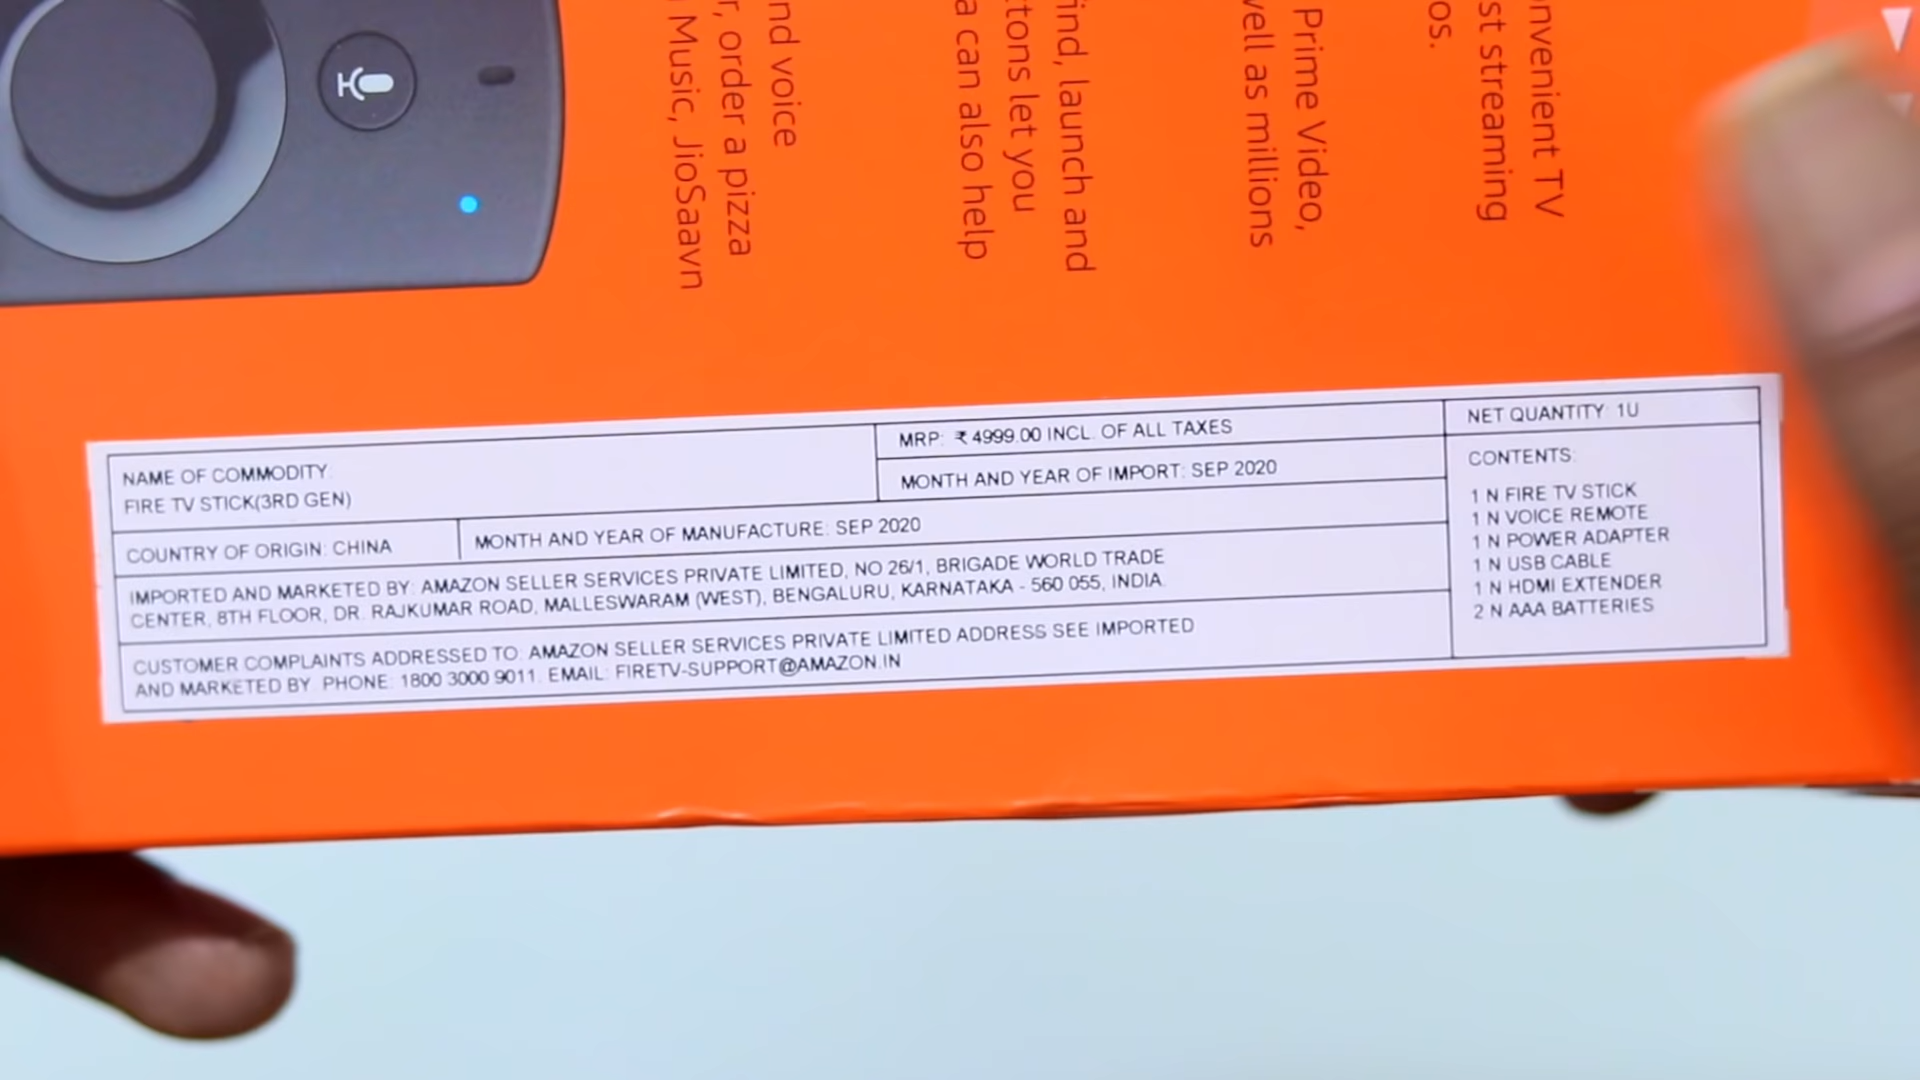 nd voice
r, order a pizza
Music, JioSaavn
ind, launch and
tons let you
a can also help
Prime Video,
well as millions
nvenient TV
st streaming
os.
NAME OF COMMODITY:
FIRE TV STICK(3RD GEN)
MRP: ₹ 4999.00 INCL. OF ALL TAXES
MONTH AND YEAR OF IMPORT: SEP 2020
COUNTRY OF ORIGIN: CHINA
MONTH AND YEAR OF MANUFACTURE: SEP 2020
IMPORTED AND MARKETED BY: AMAZON SELLER SERVICES PRIVATE LIMITED, NO 26/1, BRIGADE WORLD TRADE
CENTER, 8TH FLOOR, DR. RAJKUMAR ROAD, MALLESWARAM (WEST), BENGALURU, KARNATAKA - 560 055, INDIA.
CUSTOMER COMPLAINTS ADDRESSED TO: AMAZON SELLER SERVICES PRIVATE LIMITED ADDRESS SEE IMPORTED
AND MARKETED BY. PHONE: 1800 3000 9011. EMAIL: FIRETV-SUPPORT@AMAZON.IN
NET QUANTITY: 1U
CONTENTS:
1 N FIRE TV STICK
1 N VOICE REMOTE
1 N POWER ADAPTER
1 N USB CABLE
1 N HDMI EXTENDER
2 N AAA BATTERIES